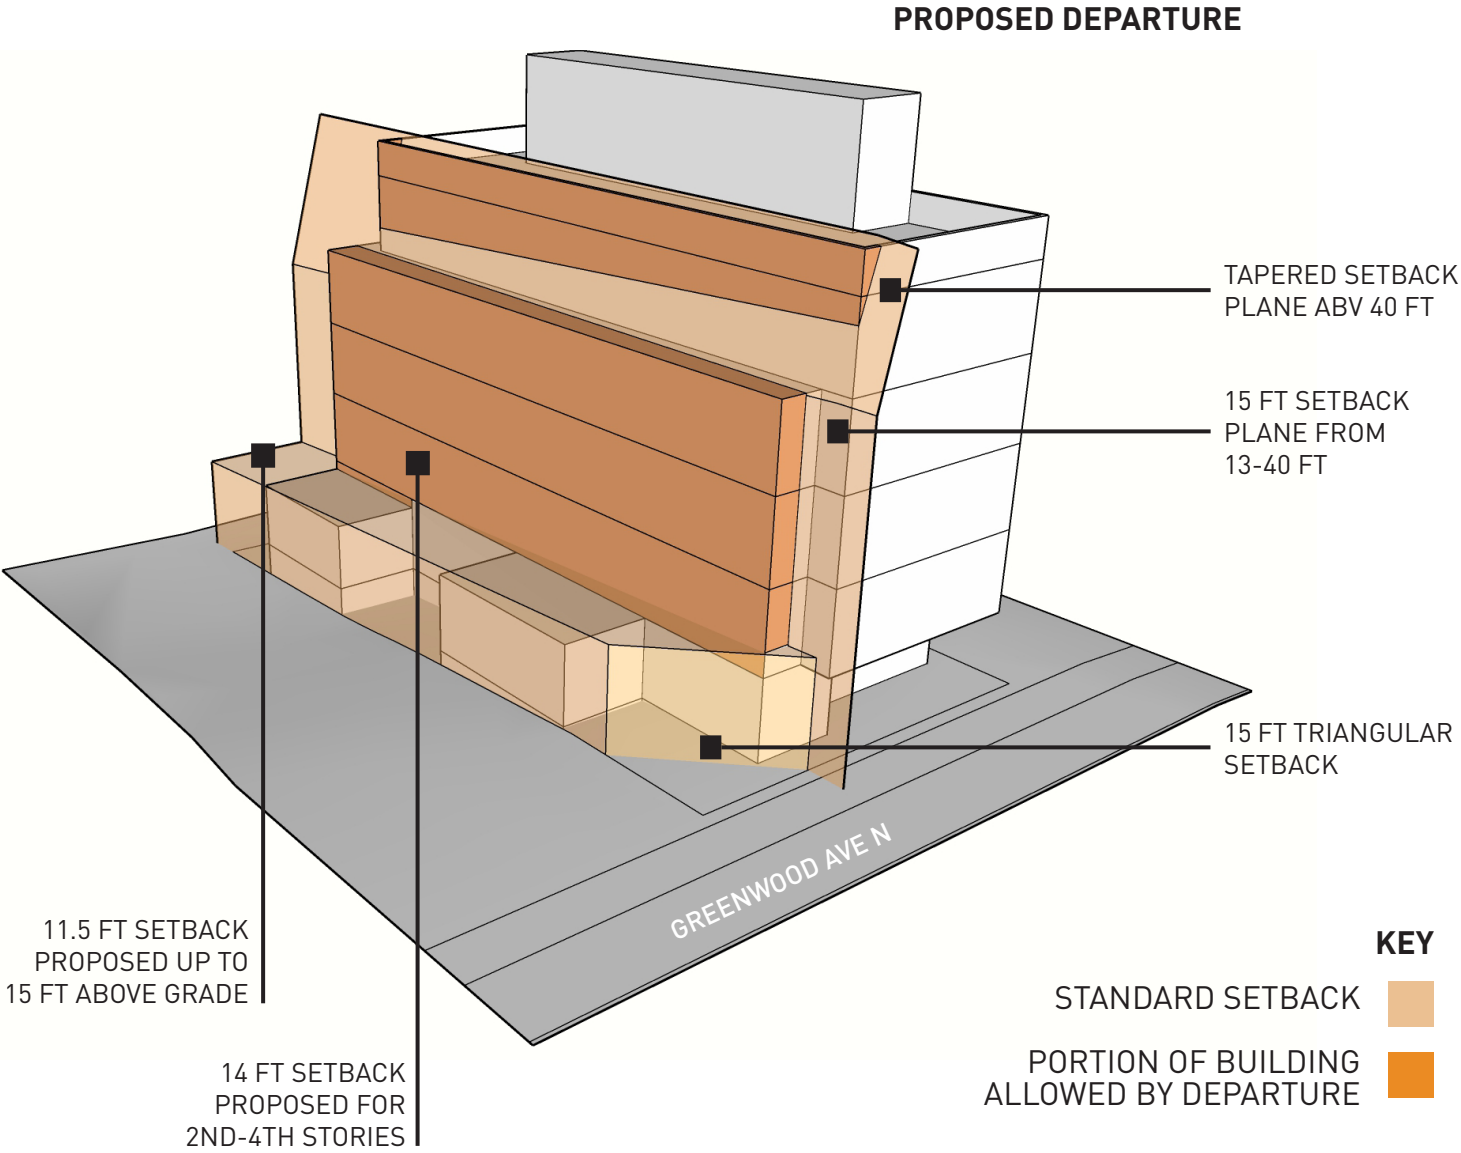 PROPOSED DEPARTURE
TAPERED SETBACK
PLANE ABV 40 FT
15 FT SETBACK
PLANE FROM
13-40 FT
15 FT TRIANGULAR
SETBACK
GREENWOOD AVE N
11.5 FT SETBACK
PROPOSED UP TO
15 FT ABOVE GRADE
14 FT SETBACK
PROPOSED FOR
2ND-4TH STORIES
KEY
STANDARD SETBACK
PORTION OF BUILDING
ALLOWED BY DEPARTURE